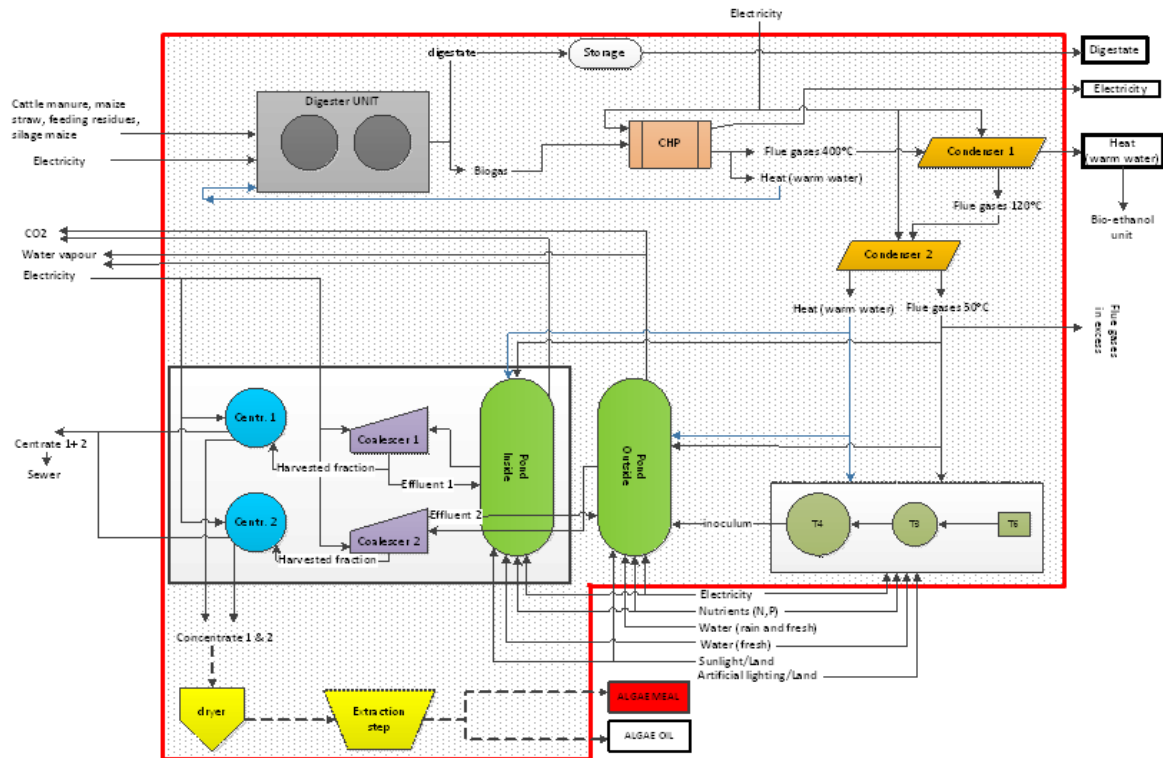 Electricity
digestate
Storage
Digestate
Digester UNIT
Electricity
Cattle manure, maize
straw, feeding residues,
silage maize
CHP
Flue gases 400°C
Condenser 1
Heat
(warm water)
Electricity
Biogas
Heat (warm water)
Flue gases 120°C
Bio-ethanol
unit
CO2
Water vapour
Electricity
Condenser 2
Heat (warm water)
Flue gases 50°C
Flue gases
in excess
Centr. 1
Coalescer 1
Pond
Inside
Pond
Outside
Centrate 1+ 2
Sewer
Harvested fraction
Effluent 1
Centr. 2
Effluent 2
Coalescer 2
inoculum
T4
T3
T6
Harvested fraction
Electricity
Nutrients (N,P)
Water (rain and fresh)
Water (fresh)
Sunlight/Land
Artificial lighting/Land
Concentrate 1 & 2
dryer
Extraction
step
ALGAE MEAL
ALGAE OIL